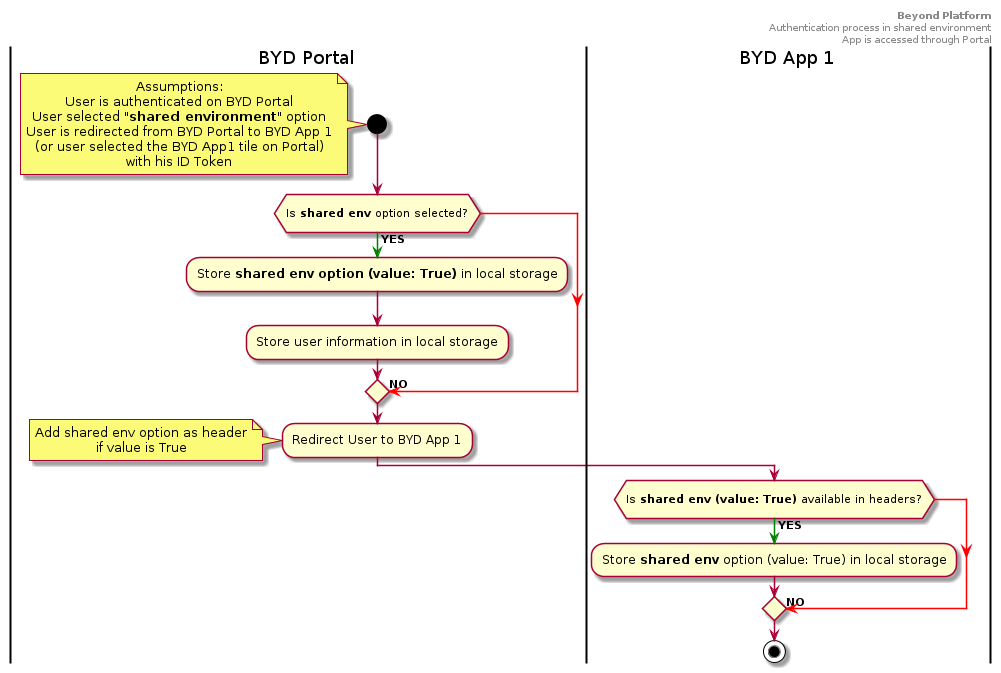 Beyond Platform
Authentication process in shared environment
App is accessed through Portal
BYD Portal
BYD App 1
Assumptions:
User is authenticated on BYD Portal
User selected "shared environment" option
User is redirected from BYD Portal to BYD App 1
(or user selected the BYD App1 tile on Portal)
with his ID Token
Is shared env option selected?
YES
Store shared env option (value: True) in local storage
Store user information in local storage
NO
Add shared env option as header
if value is True
Redirect User to BYD App 1
Is shared env (value: True) available in headers?
YES
Store shared env option (value: True) in local storage
NO